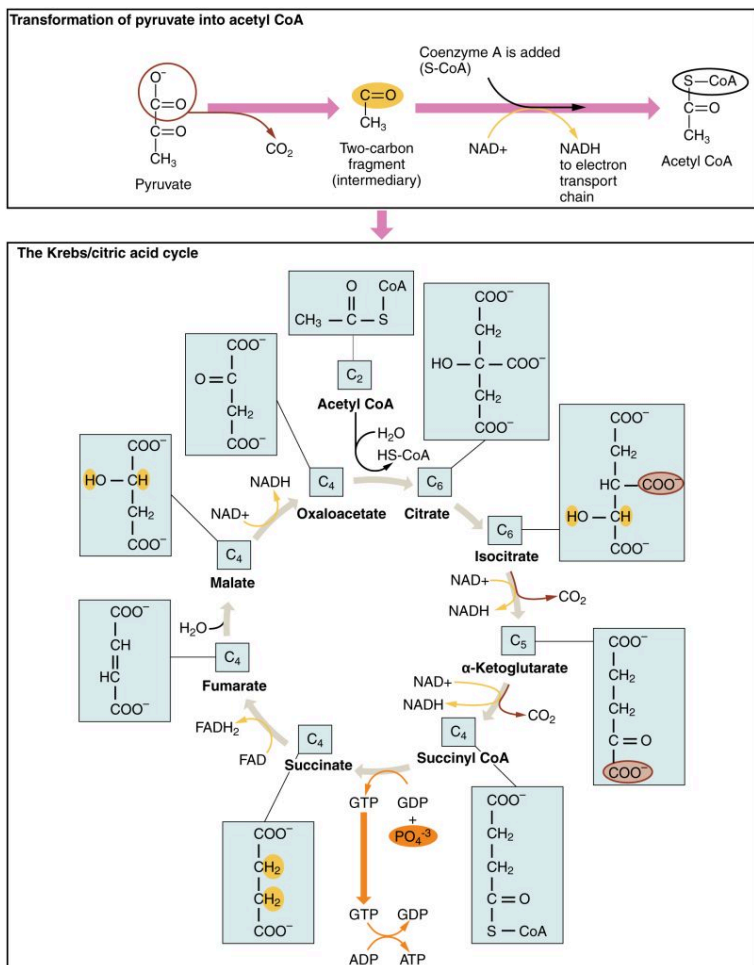 Transformation of pyruvate into acetyl CoA
O⁻
C=O
C=O
CH₃
Pyruvate
CO₂
C=O
CH₃
Two-carbon
fragment
(intermediary)
Coenzyme A is added
(S-CoA)
NAD+
NADH
to electron
transport
chain
S—CoA
C=O
CH₃
Acetyl CoA
The Krebs/citric acid cycle
O CoA
CH₃ — C — S
C₂
Acetyl CoA
H₂O
HS-CoA
COO⁻
O=C
CH₂
COO⁻
C₄
Oxaloacetate
COO⁻
CH₂
HO — C — COO⁻
CH₂
COO⁻
C₆
Citrate
COO⁻
CH₂
HC — COO⁻
HO — CH
COO⁻
C₆
Isocitrate
NAD+
NADH
CO₂
C₅
α-Ketoglutarate
COO⁻
CH₂
CH₂
C=O
COO⁻
NAD+
NADH
CO₂
C₄
Succinyl CoA
COO⁻
CH₂
CH₂
C=O
S — CoA
GTP
GDP
+
PO₄⁻³
GTP
GDP
ADP
ATP
C₄
Succinate
COO⁻
CH2
CH2
COO⁻
FADH₂
FAD
C₄
Fumarate
COO⁻
CH
HC
COO⁻
H₂O
C₄
Malate
COO⁻
HO — CH
CH₂
COO⁻
NAD+
NADH